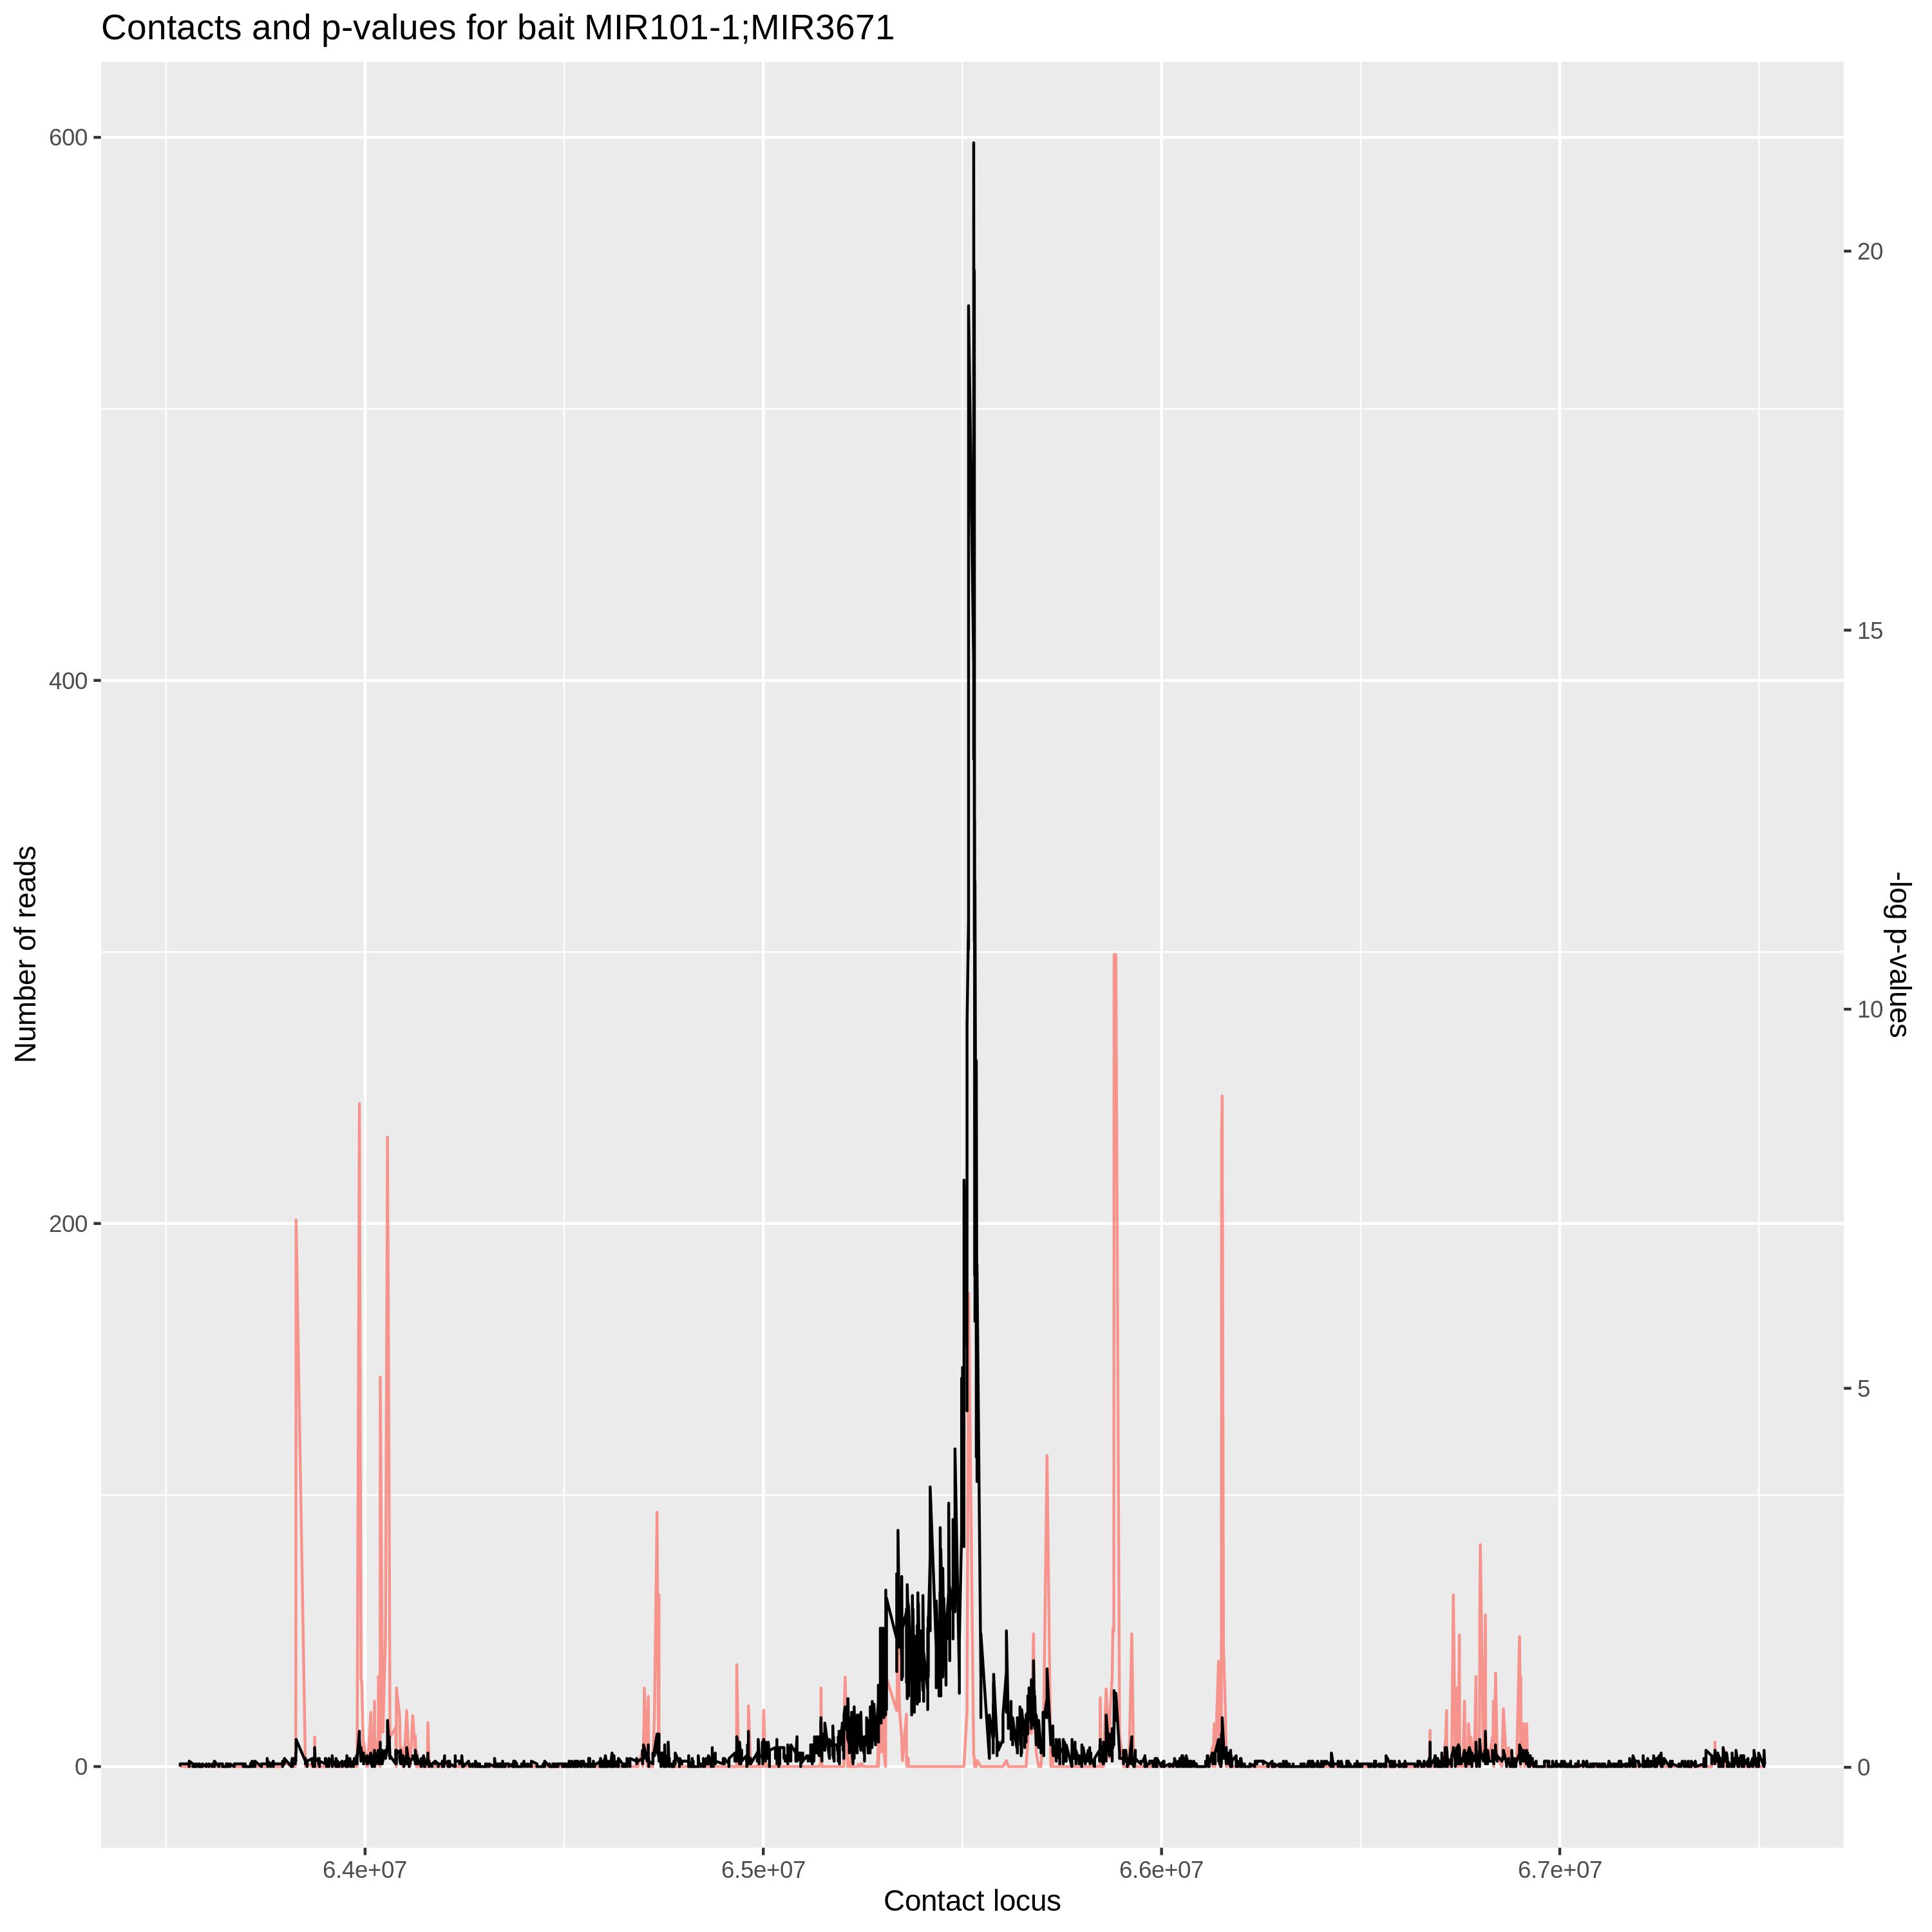 Contacts and p-values for bait MIR101-1;MIR3671
600
400
200
0
Number of reads
20
15
10
5
0
-log p-values
6.4e+07 6.5e+07 6.6e+07 6.7e+07
Contact locus